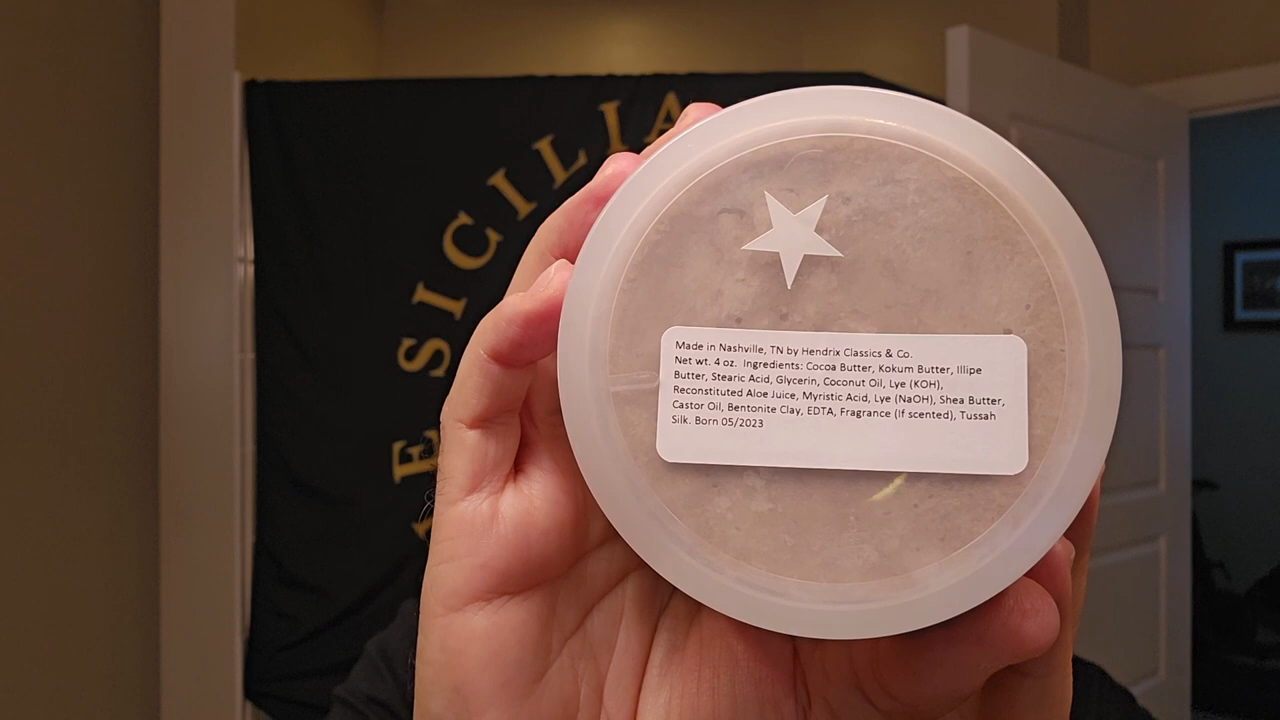 E SICILIA
Made in Nashville, TN by Hendrix Classics & Co.
Net wt. 4 oz. Ingredients: Cocoa Butter, Kokum Butter, Illipe
Butter, Stearic Acid, Glycerin, Coconut Oil, Lye (KOH),
Reconstituted Aloe Juice, Myristic Acid, Lye (NaOH), Shea Butter,
Castor Oil, Bentonite Clay, EDTA, Fragrance (If scented), Tussah
Silk. Born 05/2023